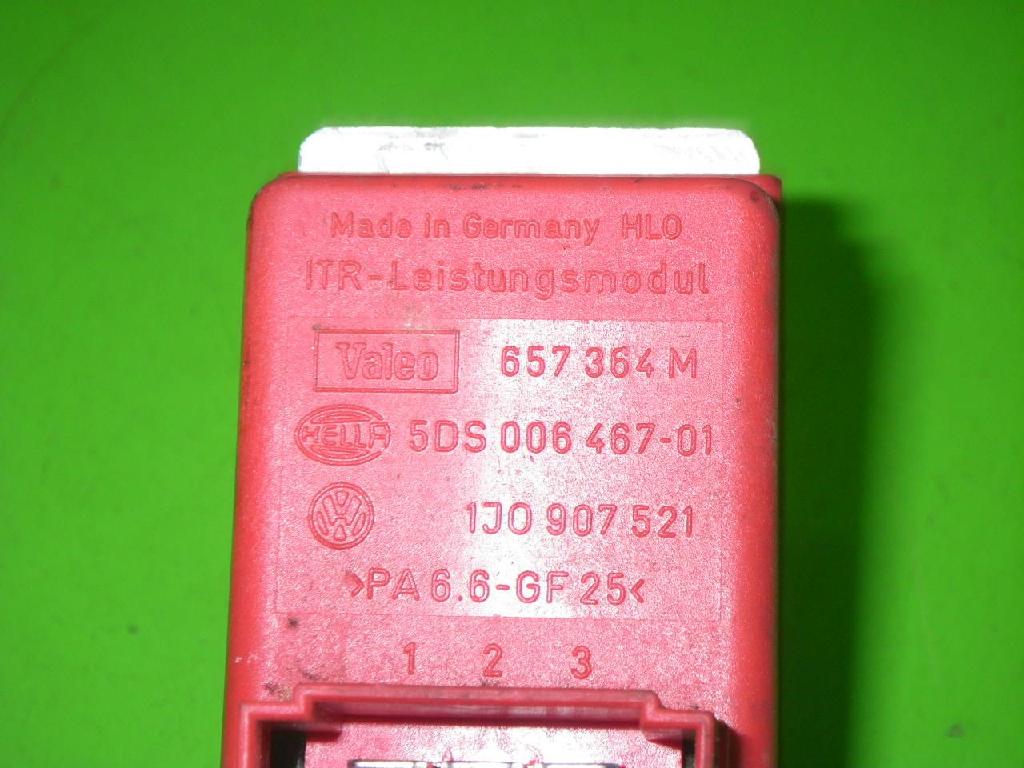 Made in Germany HLO
ITR-Leistungsmodul
Valeo 657 364 M
HELLA 5DS 006 467-01
VW 1J0 907 521
>PA 6.6-GF 25<
1 2 3